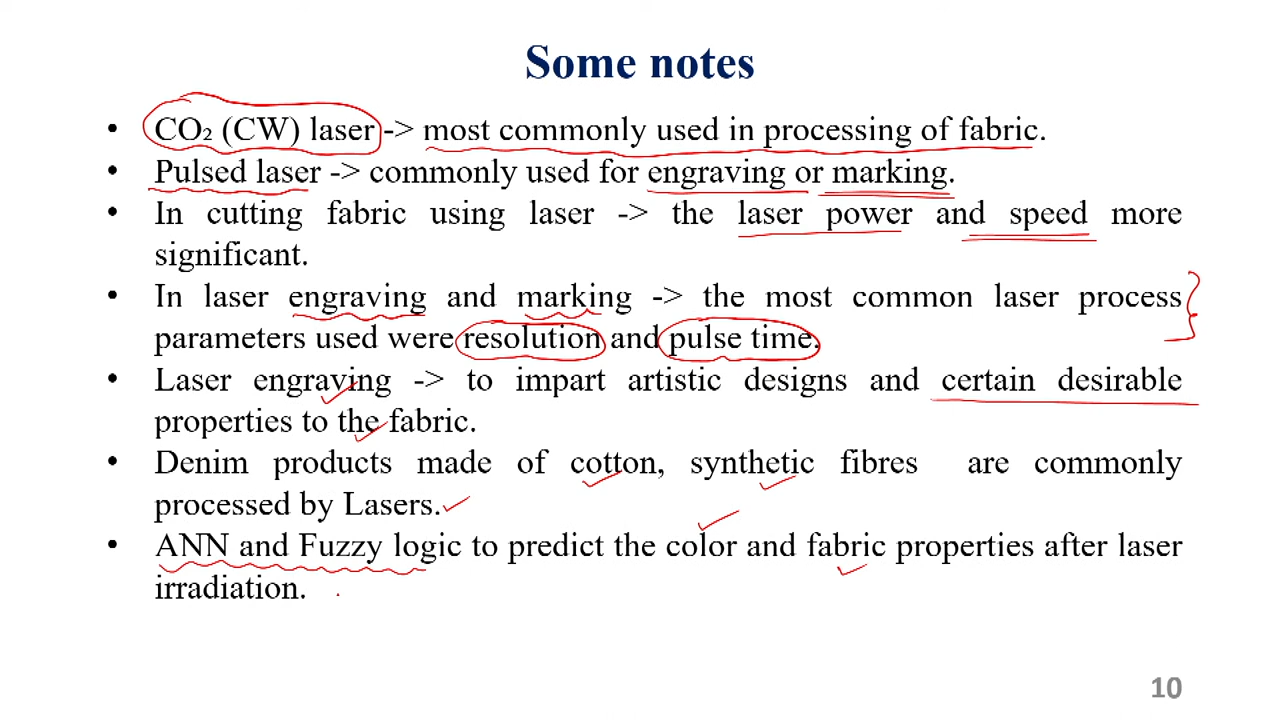 Some notes
• CO₂ (CW) laser -> most commonly used in processing of fabric.
• Pulsed laser -> commonly used for engraving or marking.
• In cutting fabric using laser -> the laser power and speed more
significant.
• In laser engraving and marking -> the most common laser process
parameters used were resolution and pulse time.
• Laser engraving -> to impart artistic designs and certain desirable
properties to the fabric.
• Denim products made of cotton, synthetic fibres are commonly
processed by Lasers.
• ANN and Fuzzy logic to predict the color and fabric properties after laser
irradiation.
10